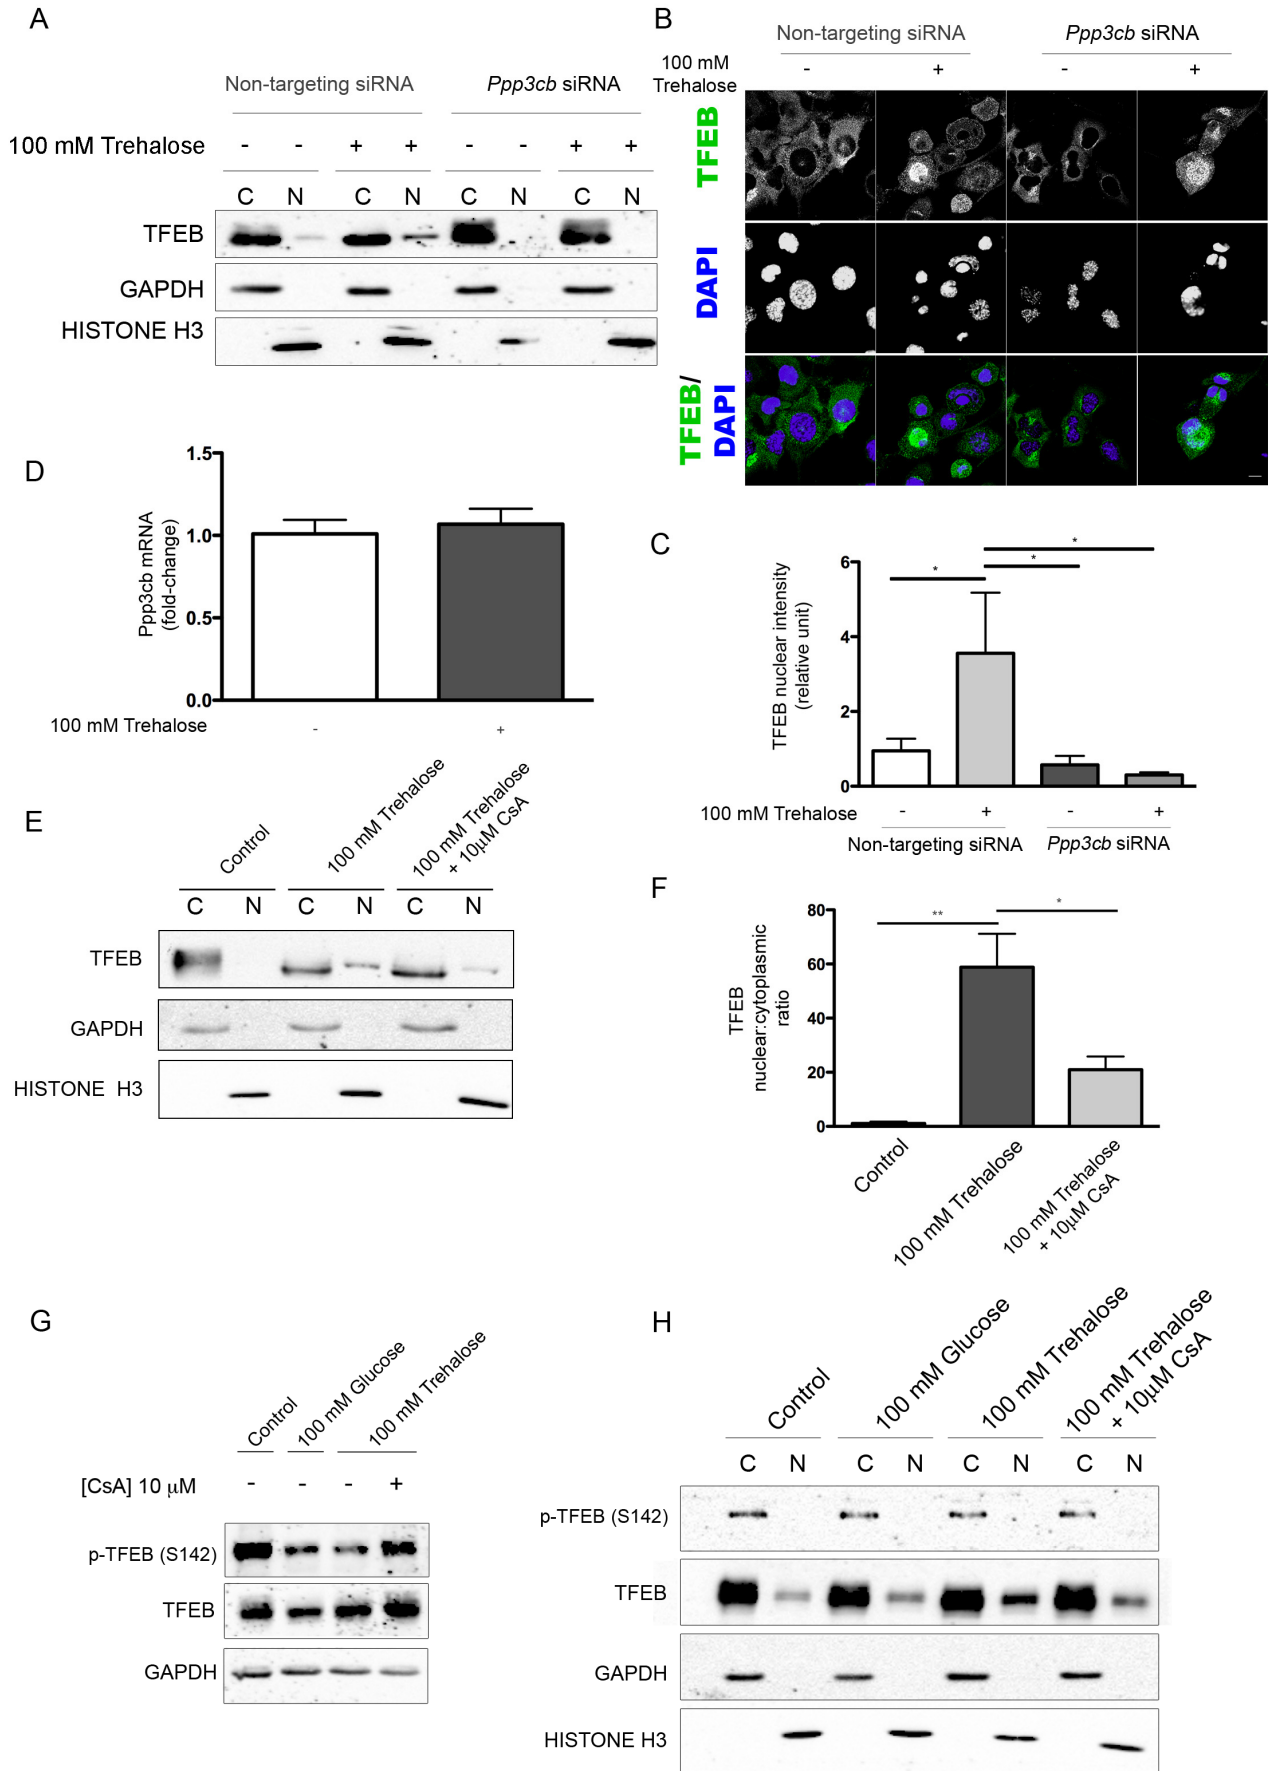 A
Non-targeting siRNA
Ppp3cb siRNA
100 mM Trehalose - - + + - - + +
C N C N C N C N
TFEB
GAPDH
HISTONE H3
B
Non-targeting siRNA
Ppp3cb siRNA
100 mM
Trehalose
- + - +
TFEB
DAPI
TFEB/
DAPI
D
Ppp3cb mRNA
(fold-change)
1.5
1.0
0.5
0.0
100 mM Trehalose - +
C
TFEB nuclear intensity
(relative unit)
6
4
2
0
* * *
100 mM Trehalose - + - +
Non-targeting siRNA
Ppp3cb siRNA
E
Control
100 mM Trehalose
100 mM Trehalose
+ 10μM CsA
C N C N C N
TFEB
GAPDH
HISTONE H3
F
TFEB
nuclear:cytoplasmic
ratio
80
60
40
20
0
** *
Control
100 mM Trehalose
100 mM Trehalose
+ 10μM CsA
G
Control
100 mM Glucose
100 mM Trehalose
[CsA] 10 μM - - - +
p-TFEB (S142)
TFEB
GAPDH
H
Control
100 mM Glucose
100 mM Trehalose
100 mM Trehalose
+ 10μM CsA
C N C N C N C N
p-TFEB (S142)
TFEB
GAPDH
HISTONE H3